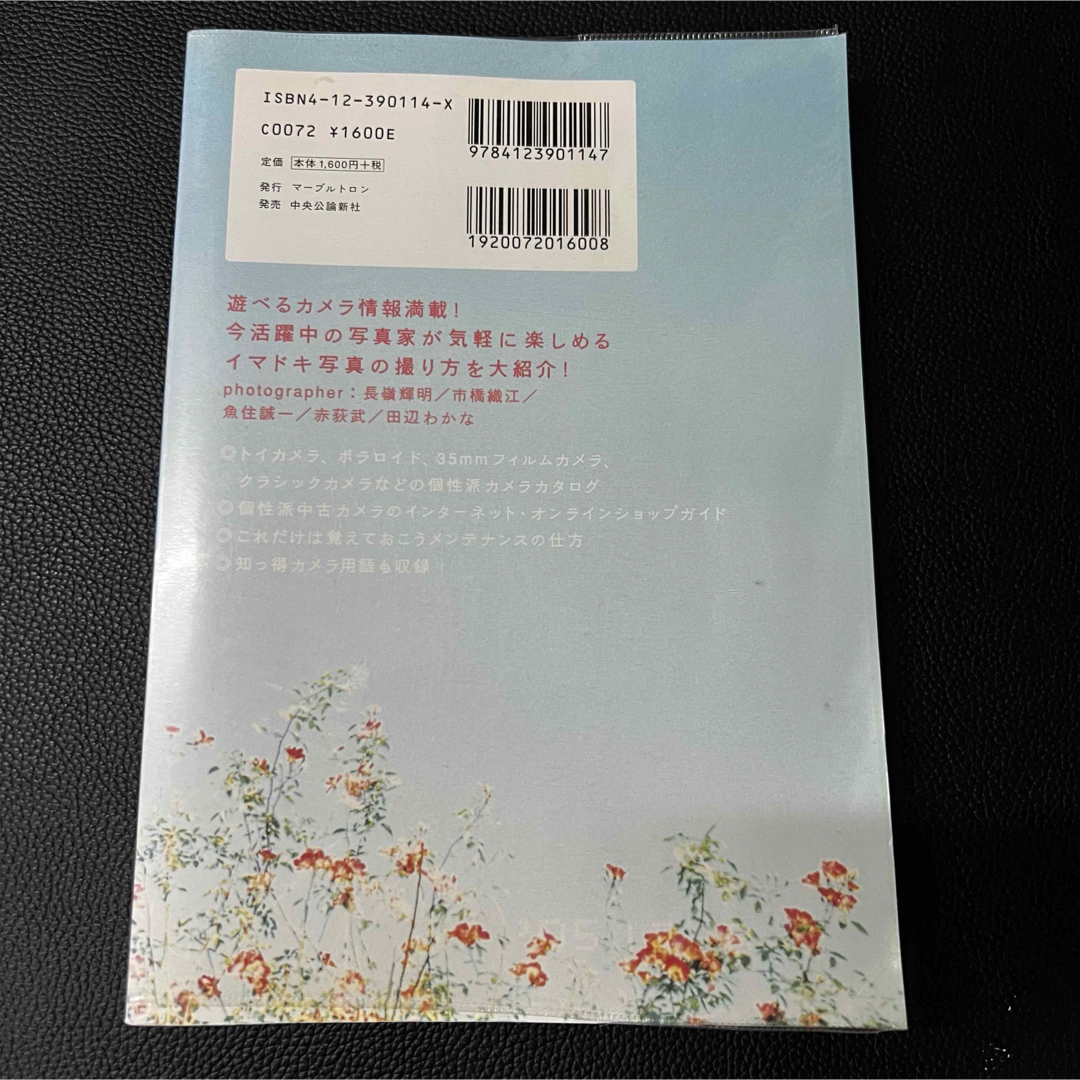 ISBN4-12-390114-X
C0072 ¥1600E
定価 本体1,600円+税
発行 マーブルトロン
発売 中央公論新社
9784123901147
1920072016008
遊べるカメラ情報満載!
今活躍中の写真家が気軽に楽しめる
イマドキ写真の撮り方を大紹介!
photographer:長嶺輝明/市橋織江/
魚住誠一/赤荻武/田辺わかな
◎トイカメラ、ポラロイド、35mmフィルムカメラ、
クラシックカメラなどの個性派カメラカタログ
◎個性派中古カメラのインターネット・オンラインショップガイド
◎これだけは覚えておこうメンテナンスの仕方
◎知っ得カメラ用語も収録!